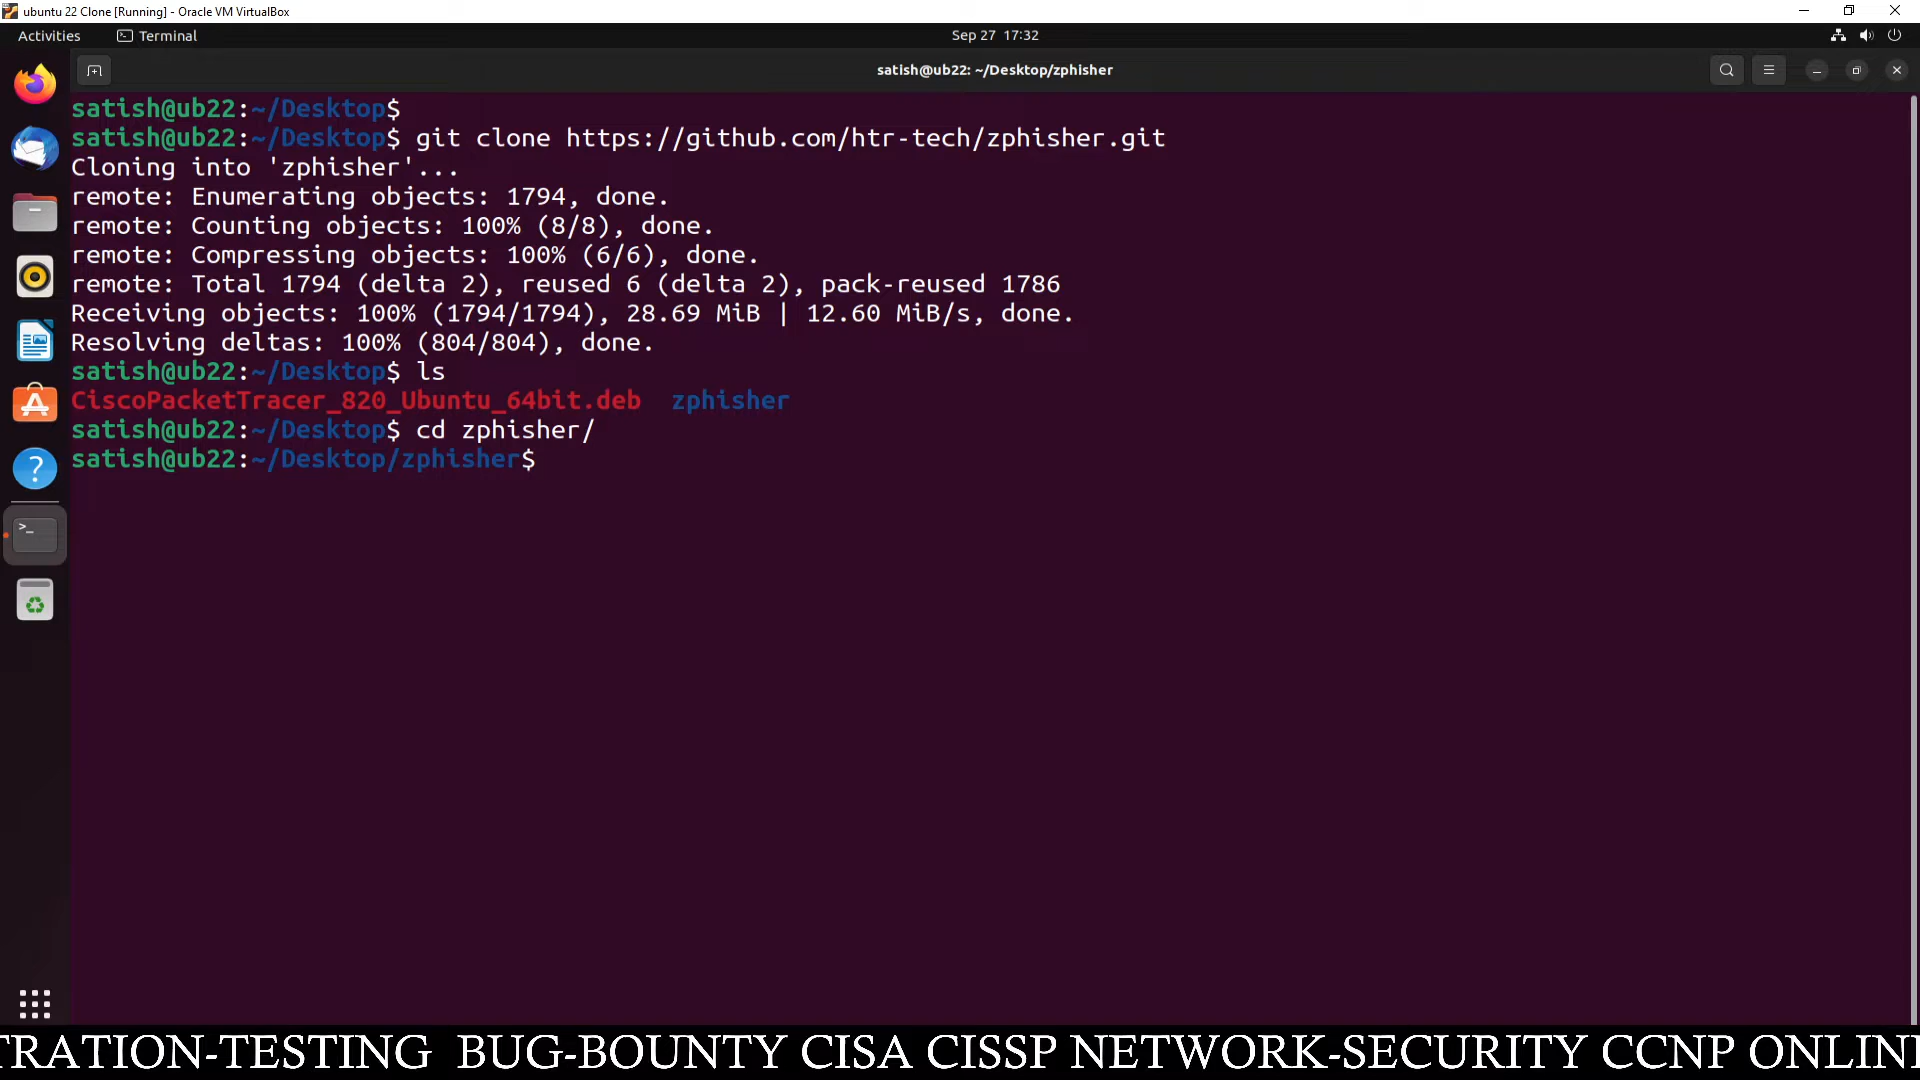 ubuntu 22 Clone [Running] - Oracle VM VirtualBox
Activities Terminal Sep 27 17:32
satish@ub22: ~/Desktop/zphisher
satish@ub22:~/Desktop$
satish@ub22:~/Desktop$ git clone https://github.com/htr-tech/zphisher.git
Cloning into 'zphisher'...
remote: Enumerating objects: 1794, done.
remote: Counting objects: 100% (8/8), done.
remote: Compressing objects: 100% (6/6), done.
remote: Total 1794 (delta 2), reused 6 (delta 2), pack-reused 1786
Receiving objects: 100% (1794/1794), 28.69 MiB | 12.60 MiB/s, done.
Resolving deltas: 100% (804/804), done.
satish@ub22:~/Desktop$ ls
CiscoPacketTracer_820_Ubuntu_64bit.deb zphisher
satish@ub22:~/Desktop$ cd zphisher/
satish@ub22:~/Desktop/zphisher$
TRATION-TESTING BUG-BOUNTY CISA CISSP NETWORK-SECURITY CCNP ONLIN